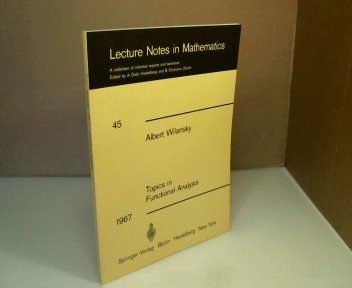 Lecture Notes in Mathematics
A collection of informal reports and seminars
Edited by A. Dold, Heidelberg and B. Eckmann, Zürich
45
Albert Wilansky
Topics in
Functional Analysis
1967
Springer-Verlag Berlin Heidelberg New York